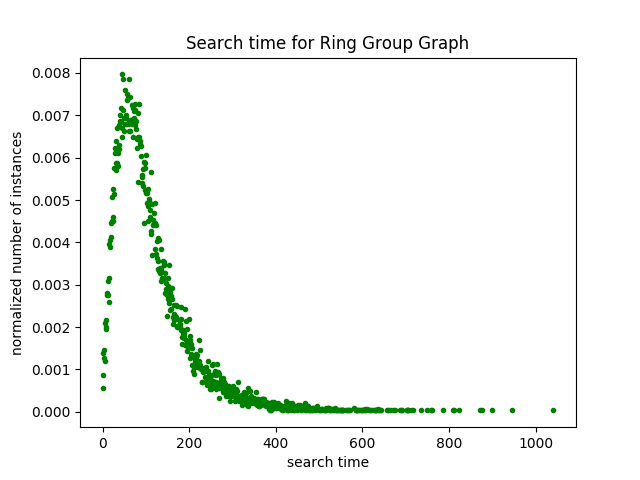 Search time for Ring Group Graph
normalized number of instances
0.008
0.007
0.006
0.005
0.004
0.003
0.002
0.001
0.000
0 200 400 600 800 1000
search time